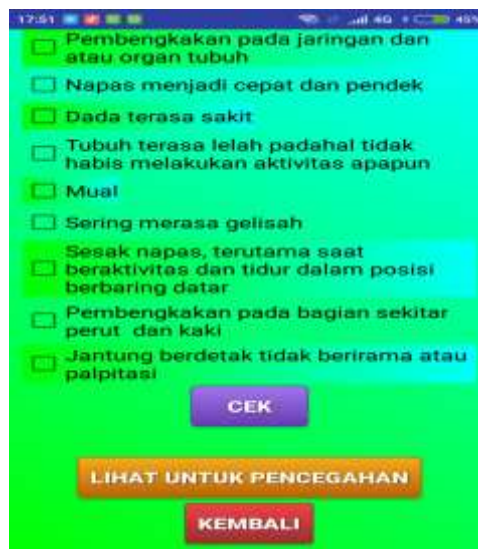 17:51 4G 45%
Pembengkakan pada jaringan dan
atau organ tubuh
Napas menjadi cepat dan pendek
Dada terasa sakit
Tubuh terasa lelah padahal tidak
habis melakukan aktivitas apapun
Mual
Sering merasa gelisah
Sesak napas, terutama saat
beraktivitas dan tidur dalam posisi
berbaring datar
Pembengkakan pada bagian sekitar
perut dan kaki
Jantung berdetak tidak berirama atau
palpitasi
CEK
LIHAT UNTUK PENCEGAHAN
KEMBALI